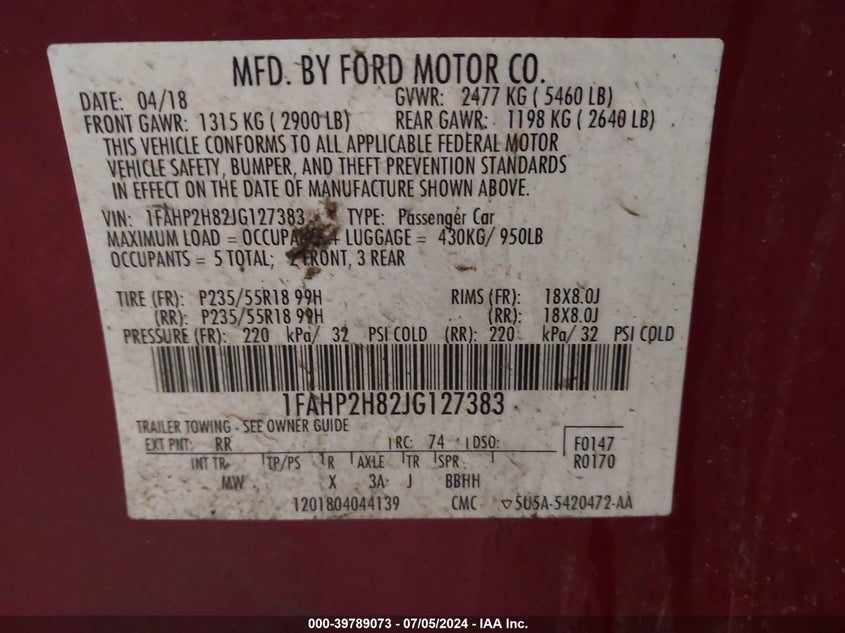 MFD. BY FORD MOTOR CO.
DATE: 04/18 GVWR: 2477 KG ( 5460 LB)
FRONT GAWR: 1315 KG ( 2900 LB) REAR GAWR: 1198 KG ( 2640 LB)
THIS VEHICLE CONFORMS TO ALL APPLICABLE FEDERAL MOTOR
VEHICLE SAFETY, BUMPER, AND THEFT PREVENTION STANDARDS
IN EFFECT ON THE DATE OF MANUFACTURE SHOWN ABOVE.
VIN: 1FAHP2H82JG127383 TYPE: Passenger Car
MAXIMUM LOAD = OCCUPANTS + LUGGAGE = 430KG/ 950LB
OCCUPANTS = 5 TOTAL; 2 FRONT, 3 REAR
TIRE (FR): P235/55R18 99H RIMS (FR): 18X8.0J
(RR): P235/55R18 99H (RR): 18X8.0J
PRESSURE (FR): 220 kPa/ 32 PSI COLD (RR): 220 kPa/ 32 PSI COLD
1FAHP2H82JG127383
TRAILER TOWING - SEE OWNER GUIDE
EXT PNT: RR RC: 74 DSO: F0147
INT TR TP/PS R AXLE TR SPR R0170
MW X 3A J BBHH
1201804044139 CMC ▽5U5A-5420472-AA
000-39789073 - 07/05/2024 - IAA Inc.